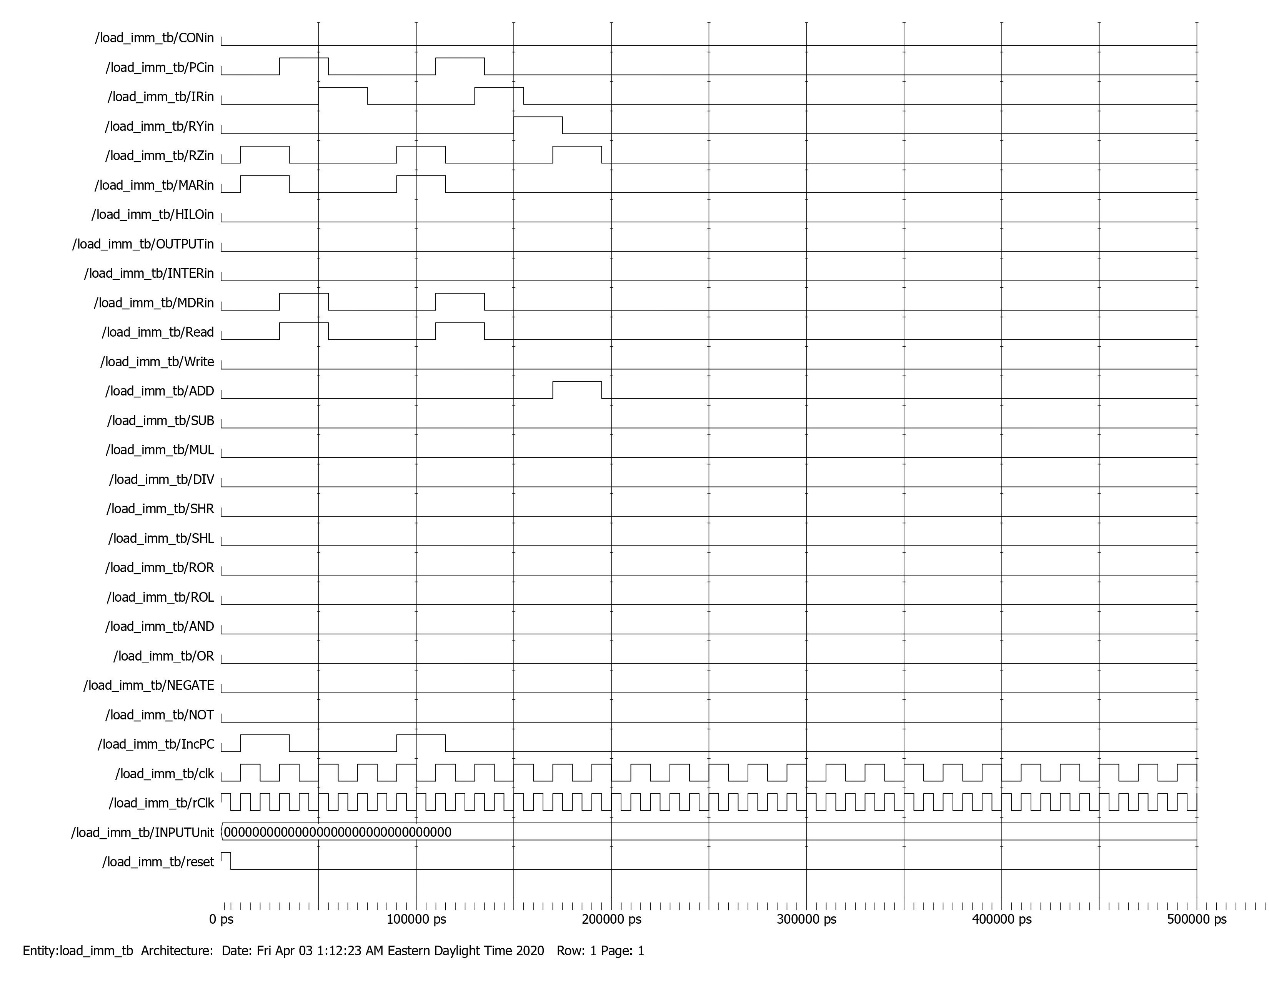 /load_imm_tb/CONin
/load_imm_tb/PCin
/load_imm_tb/IRin
/load_imm_tb/RYin
/load_imm_tb/RZin
/load_imm_tb/MARin
/load_imm_tb/HILOin
/load_imm_tb/OUTPUTin
/load_imm_tb/INTERin
/load_imm_tb/MDRin
/load_imm_tb/Read
/load_imm_tb/Write
/load_imm_tb/ADD
/load_imm_tb/SUB
/load_imm_tb/MUL
/load_imm_tb/DIV
/load_imm_tb/SHR
/load_imm_tb/SHL
/load_imm_tb/ROR
/load_imm_tb/ROL
/load_imm_tb/AND
/load_imm_tb/OR
/load_imm_tb/NEGATE
/load_imm_tb/NOT
/load_imm_tb/IncPC
/load_imm_tb/clk
/load_imm_tb/rClk
/load_imm_tb/INPUTUnit 00000000000000000000000000000000
/load_imm_tb/reset
0 ps 100000 ps 200000 ps 300000 ps 400000 ps 500000 ps
Entity:load_imm_tb Architecture: Date: Fri Apr 03 1:12:23 AM Eastern Daylight Time 2020 Row: 1 Page: 1